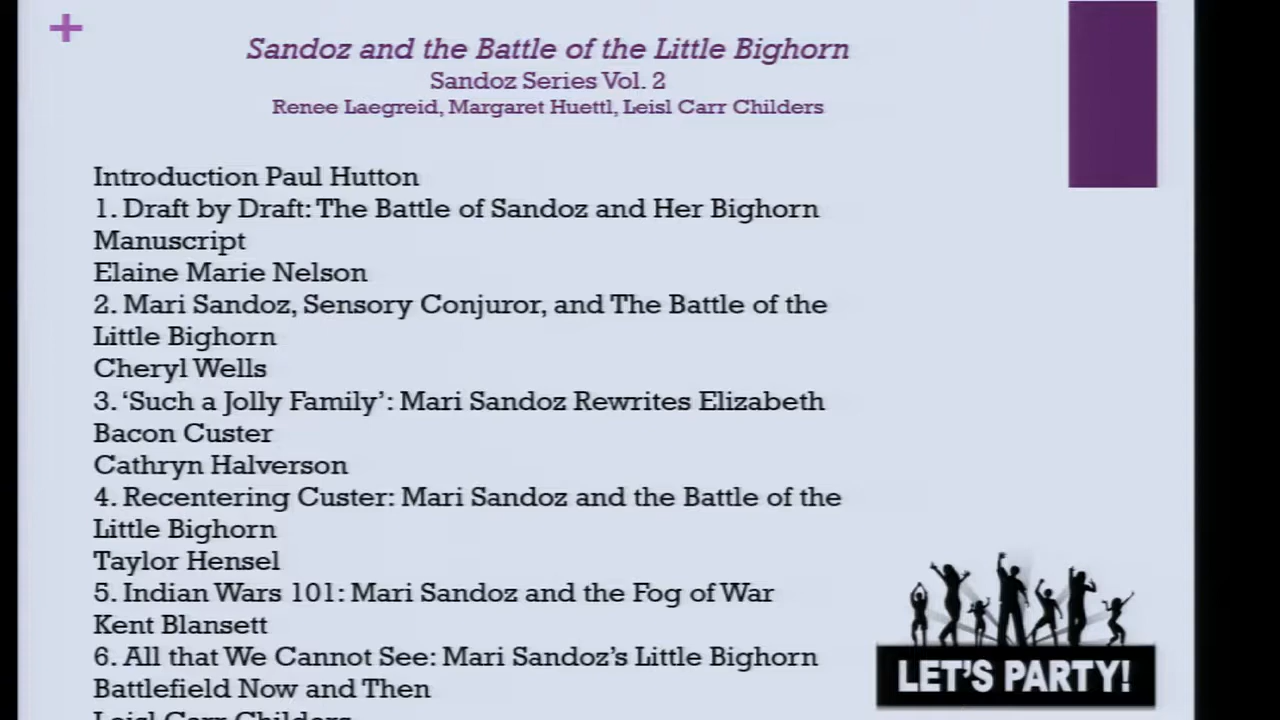 +
Sandoz and the Battle of the Little Bighorn
Sandoz Series Vol. 2
Renee Laegreid, Margaret Huettl, Leisl Carr Childers
Introduction Paul Hutton
1. Draft by Draft: The Battle of Sandoz and Her Bighorn
Manuscript
Elaine Marie Nelson
2. Mari Sandoz, Sensory Conjuror, and The Battle of the
Little Bighorn
Cheryl Wells
3. ‘Such a Jolly Family’: Mari Sandoz Rewrites Elizabeth
Bacon Custer
Cathryn Halverson
4. Recentering Custer: Mari Sandoz and the Battle of the
Little Bighorn
Taylor Hensel
5. Indian Wars 101: Mari Sandoz and the Fog of War
Kent Blansett
6. All that We Cannot See: Mari Sandoz’s Little Bighorn
Battlefield Now and Then
Leisl Carr Childers
LET'S PARTY!